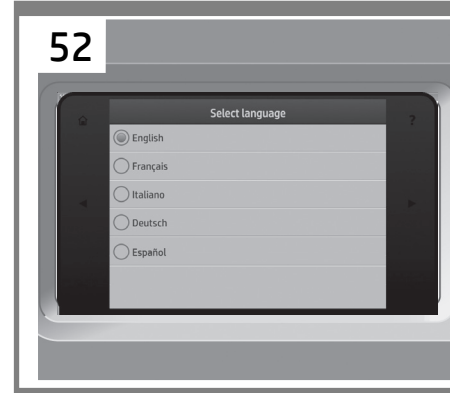 52
Select language
?
English
Français
Italiano
Deutsch
Español